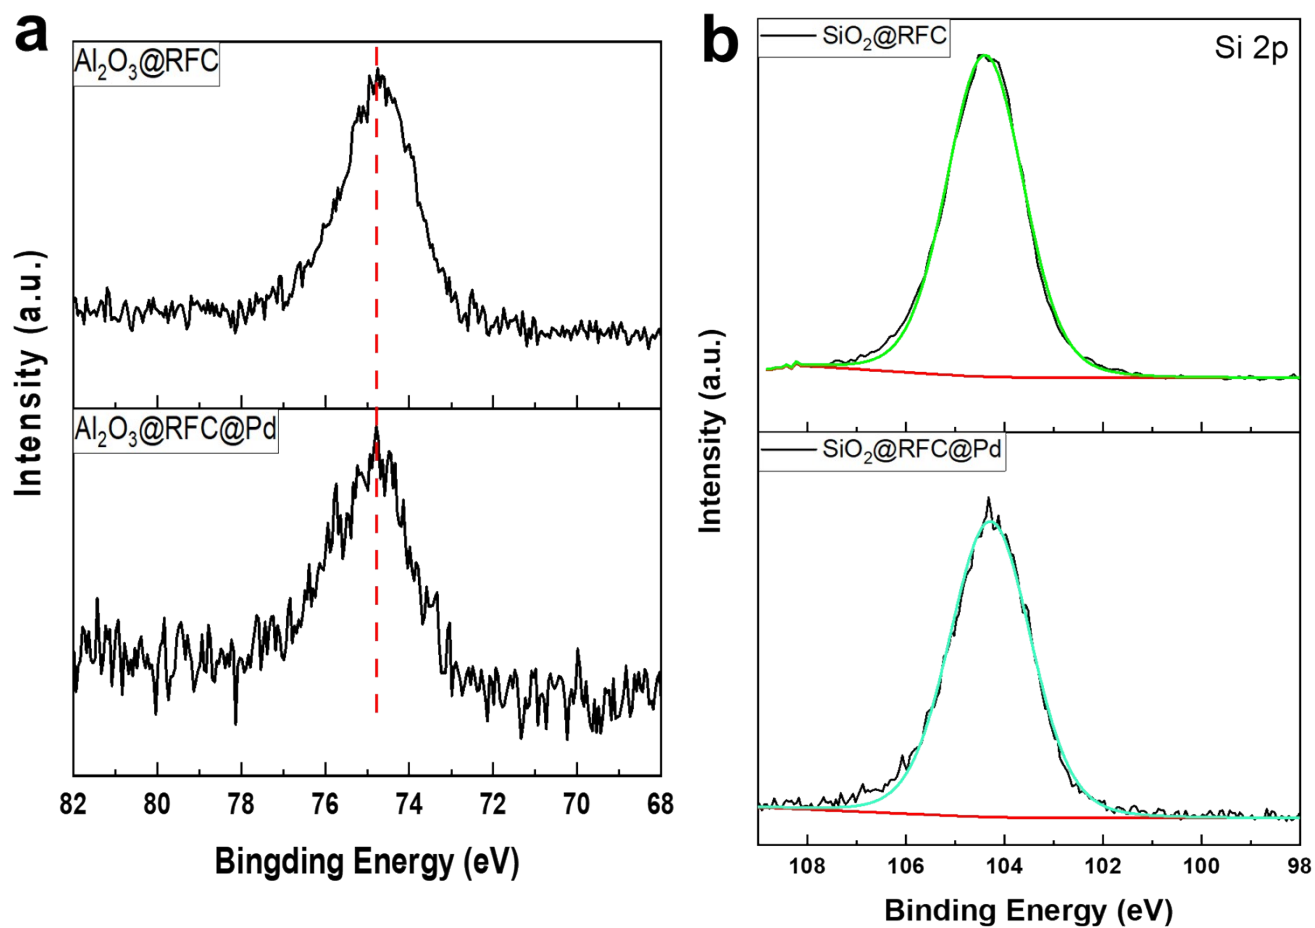 a
Al₂O₃@RFC
Al₂O₃@RFC@Pd
Intensity (a.u.)
82 80 78 76 74 72 70 68
Bingding Energy (eV)
b
SiO₂@RFC
Si 2p
SiO₂@RFC@Pd
Intensity (a.u.)
108 106 104 102 100 98
Binding Energy (eV)